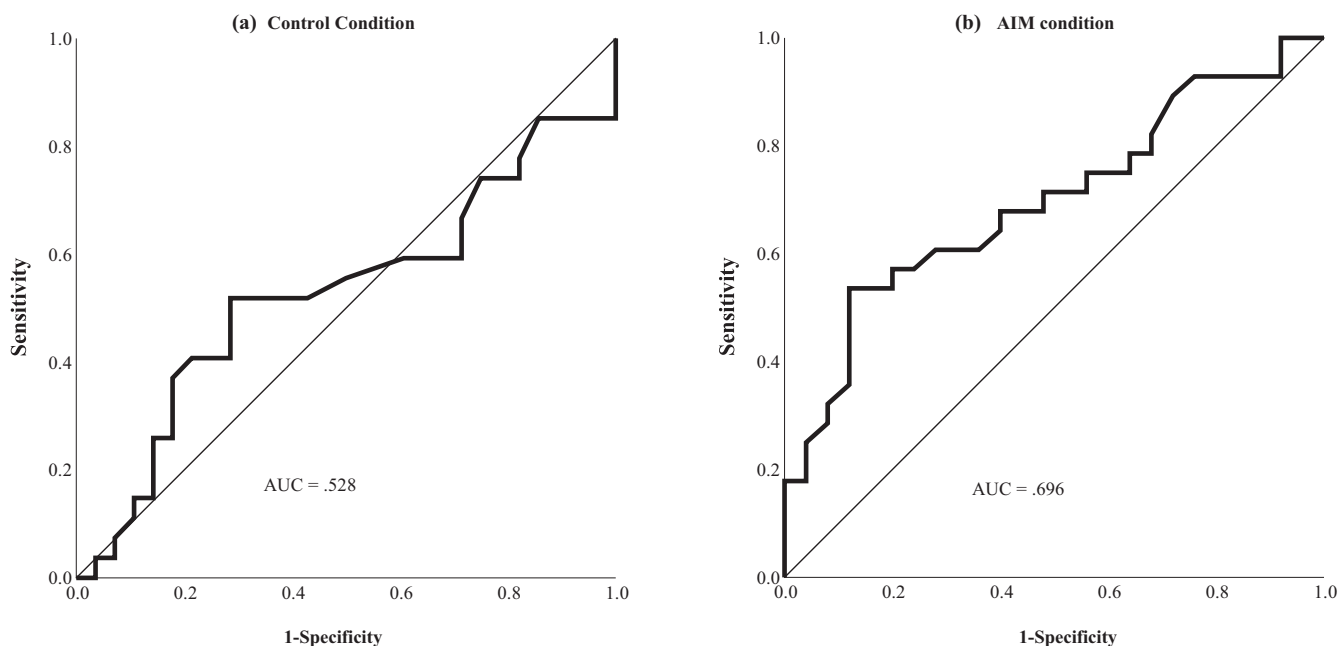 (a) Control Condition
1.0
0.8
0.6
0.4
0.2
0.0
Sensitivity
AUC = .528
0.0 0.2 0.4 0.6 0.8 1.0
1-Specificity
(b) AIM condition
1.0
0.8
0.6
0.4
0.2
0.0
Sensitivity
AUC = .696
0.0 0.2 0.4 0.6 0.8 1.0
1-Specificity